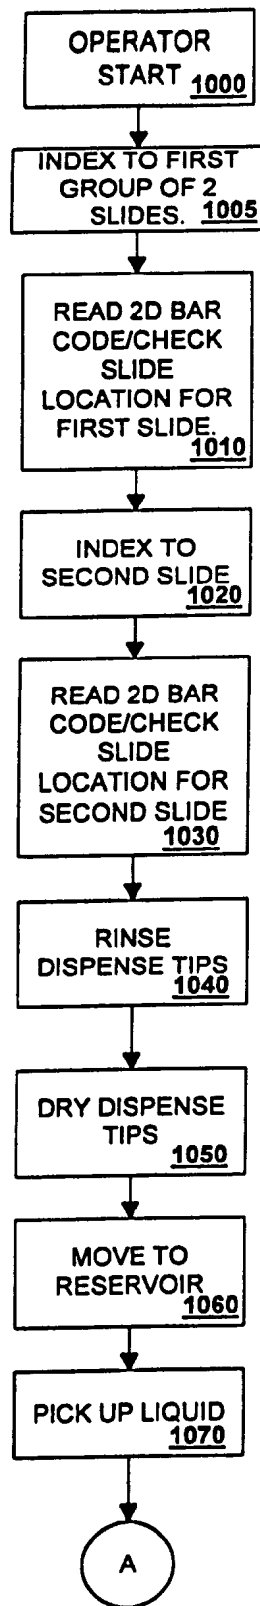 OPERATOR
START 1000
INDEX TO FIRST
GROUP OF 2
SLIDES. 1005
READ 2D BAR
CODE/CHECK
SLIDE
LOCATION FOR
FIRST SLIDE.
1010
INDEX TO
SECOND SLIDE
1020
READ 2D BAR
CODE/CHECK
SLIDE
LOCATION FOR
SECOND SLIDE
1030
RINSE
DISPENSE TIPS
1040
DRY DISPENSE
TIPS
1050
MOVE TO
RESERVOIR
1060
PICK UP LIQUID
1070
A